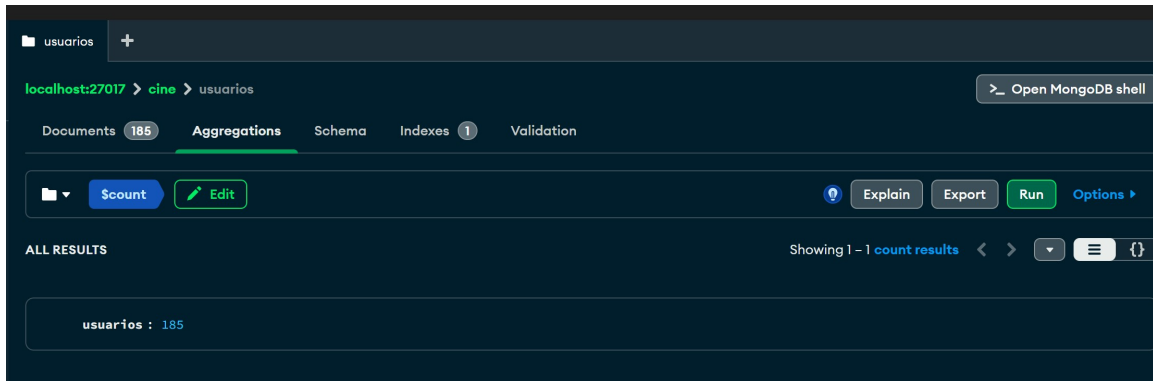 usuarios +
localhost:27017 > cine > usuarios >_ Open MongoDB shell
Documents 185 Aggregations Schema Indexes 1 Validation
$count Edit Explain Export Run Options
ALL RESULTS Showing 1 – 1 count results < > {}
usuarios : 185